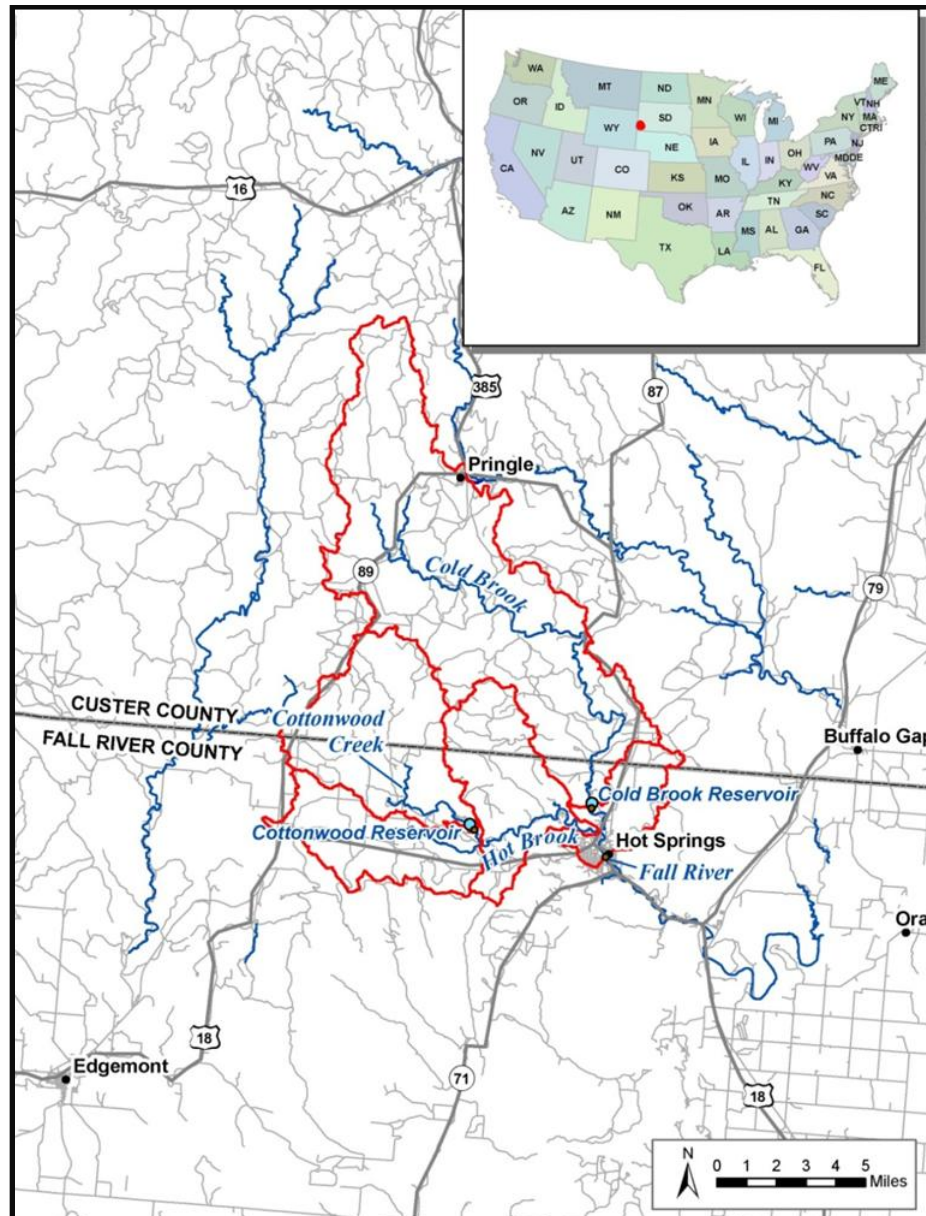 WA
MT
ND
MN
ME
OR
ID
SD
WI
MI
VT
NH
NY
MA
CTRI
WY
IA
PA
NJ
NE
NV
UT
CO
IL
IN
OH
MDDE
WV
VA
CA
KS
MO
KY
NC
TN
AZ
NM
OK
AR
SC
MS
AL
GA
TX
LA
FL
16
385
87
Pringle
89
Cold Brook
79
CUSTER COUNTY
FALL RIVER COUNTY
Cottonwood
Creek
Buffalo Gap
Cold Brook Reservoir
Cottonwood Reservoir
Hot Brook
Hot Springs
Fall River
Ora
18
Edgemont
71
18
N
0 1 2 3 4 5
Miles